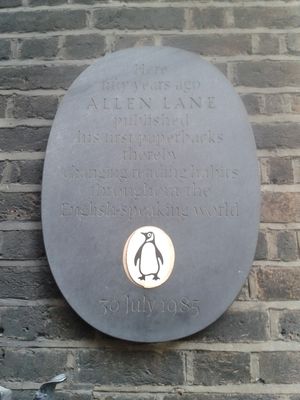 Here
fifty years ago
ALLEN LANE
published
his first paperbacks
thereby
changing reading habits
throughout the
English-speaking world
30 July 1985